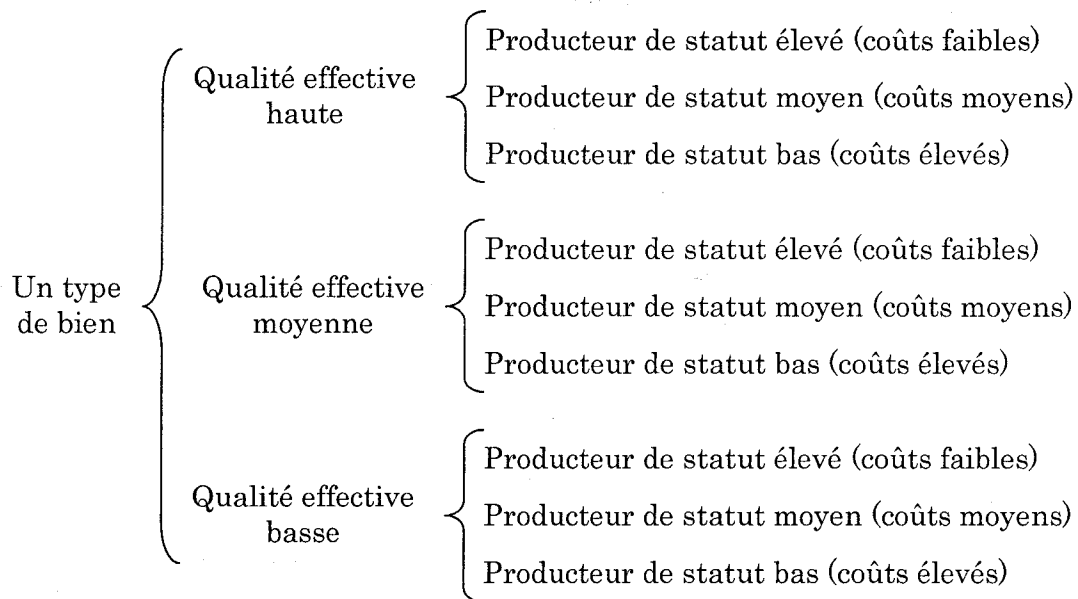 Un type
de bien
Qualité effective
haute
Producteur de statut élevé (coûts faibles)
Producteur de statut moyen (coûts moyens)
Producteur de statut bas (coûts élevés)
Qualité effective
moyenne
Producteur de statut élevé (coûts faibles)
Producteur de statut moyen (coûts moyens)
Producteur de statut bas (coûts élevés)
Qualité effective
basse
Producteur de statut élevé (coûts faibles)
Producteur de statut moyen (coûts moyens)
Producteur de statut bas (coûts élevés)